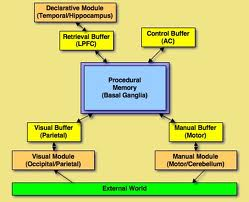 Declarative Module
(Temporal/Hippocampus)
Retrieval Buffer
(LPFC)
Control Buffer
(AC)
Procedural
Memory
(Basal Ganglia)
Visual Buffer
(Parietal)
Manual Buffer
(Motor)
Visual Module
(Occipital/Parietal)
Manual Module
(Motor/Cerebellum)
External World